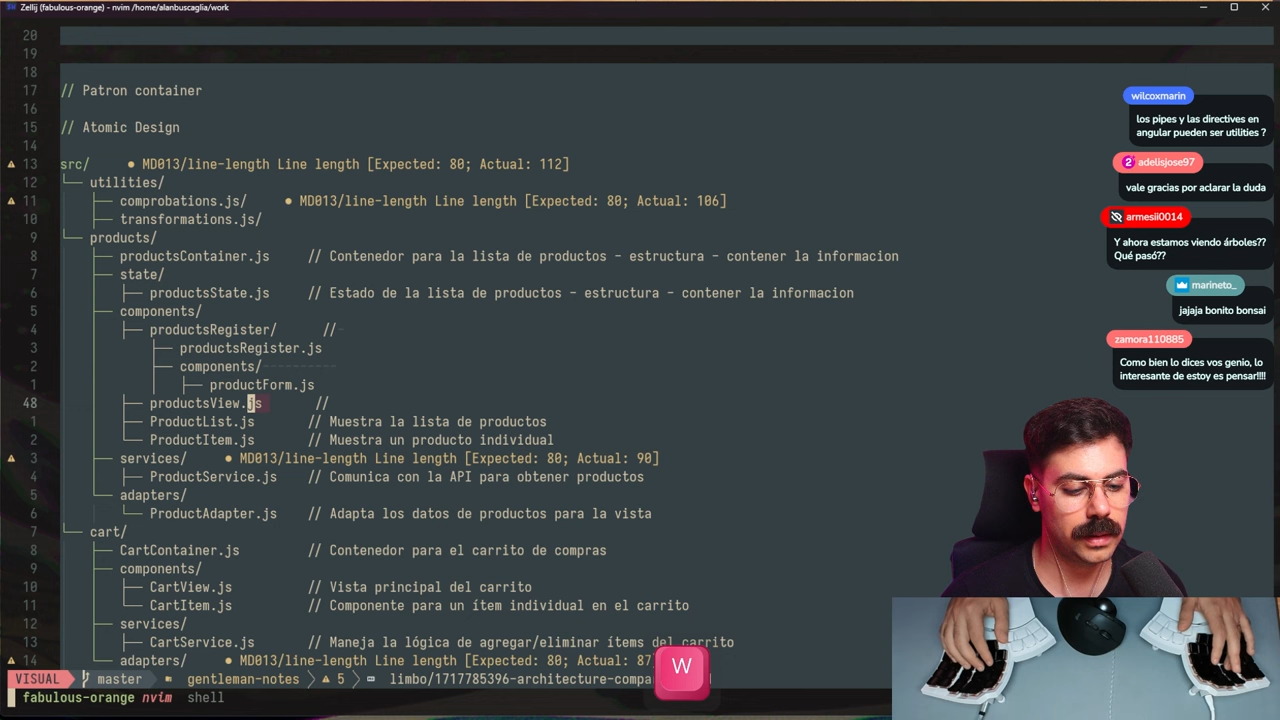 Zellij (fabulous-orange) - nvim /home/alanbuscaglia/work
20
19
18
17 // Patron container
16
15 // Atomic Design
14
13 src/ ● MD013/line-length Line length [Expected: 80; Actual: 112]
12 └── utilities/
11 ├── comprobations.js/ ● MD013/line-length Line length [Expected: 80; Actual: 106]
10 ├── transformations.js/
9 └── products/
8 ├── productsContainer.js // Contenedor para la lista de productos - estructura - contener la informacion
7 ├── state/
6 │ ├── productsState.js // Estado de la lista de productos - estructura - contener la informacion
5 ├── components/
4 │ ├── productsRegister/ //-
3 │ │ ├── productsRegister.js
2 │ │ ├── components/----------
1 │ │ │ ├── productForm.js
48 │ ├── productsView.js //
1 │ ├── ProductList.js // Muestra la lista de productos
2 │ └── ProductItem.js // Muestra un producto individual
3 ├── services/ ● MD013/line-length Line length [Expected: 80; Actual: 90]
4 │ ├── ProductService.js // Comunica con la API para obtener productos
5 └── adapters/
6 └── ProductAdapter.js // Adapta los datos de productos para la vista
7 └── cart/
8 ├── CartContainer.js // Contenedor para el carrito de compras
9 ├── components/
10 │ ├── CartView.js // Vista principal del carrito
11 │ └── CartItem.js // Componente para un ítem individual en el carrito
12 ├── services/
13 │ ├── CartService.js // Maneja la lógica de agregar/eliminar ítems del carrito
14 └── adapters/ ● MD013/line-length Line length [Expected: 80; Actual: 87
VISUAL master gentleman-notes 5 limbo/1717785396-architecture-compa
fabulous-orange nvim shell
W
wilcoxmarin
los pipes y las directives en
angular pueden ser utilities ?
2 adelisjose97
vale gracias por aclarar la duda
armesii0014
Y ahora estamos viendo árboles??
Qué pasó??
marineto_
jajaja bonito bonsai
zamora110885
Como bien lo dices vos genio, lo
interesante de estoy es pensar!!!!